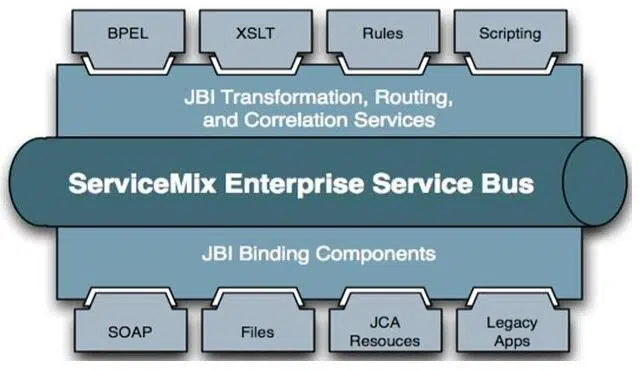 BPEL
XSLT
Rules
Scripting
JBI Transformation, Routing,
and Correlation Services
ServiceMix Enterprise Service Bus
JBI Binding Components
SOAP
Files
JCA
Resouces
Legacy
Apps